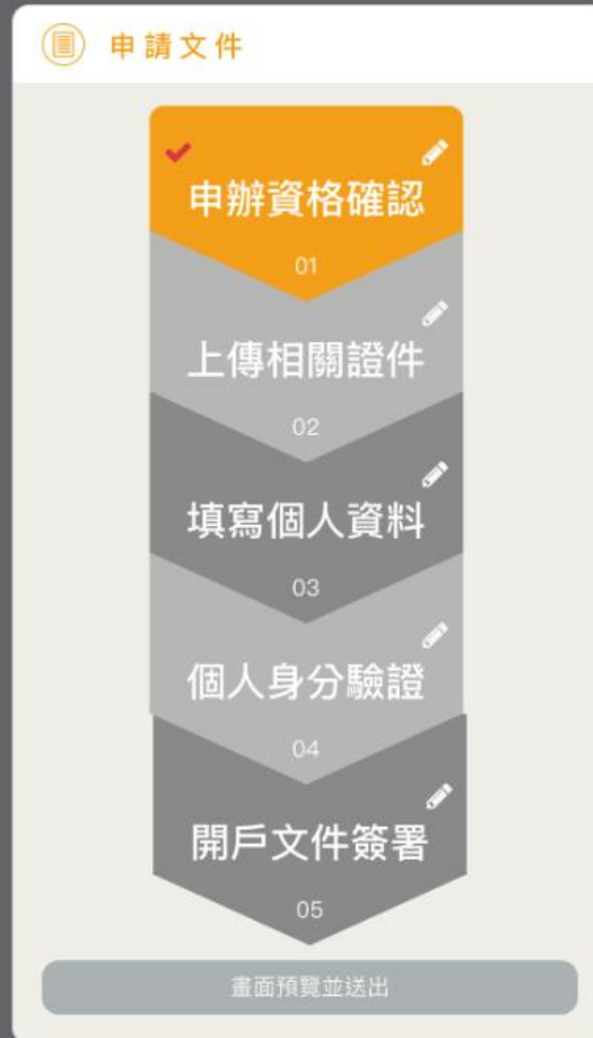 申請文件
申辦資格確認
01
上傳相關證件
02
填寫個人資料
03
個人身分驗證
04
開戶文件簽署
05
畫面預覽並送出